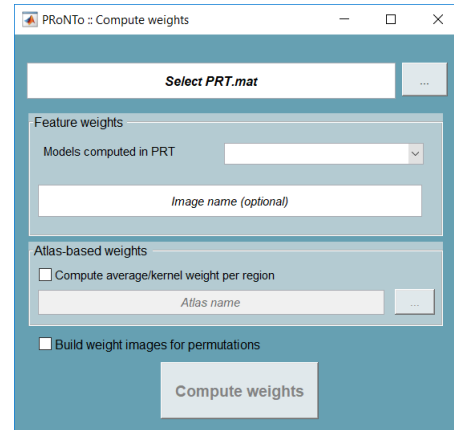 PRoNTo :: Compute weights
Select PRT.mat
...
Feature weights
Models computed in PRT
Image name (optional)
Atlas-based weights
Compute average/kernel weight per region
Atlas name
...
Build weight images for permutations
Compute weights